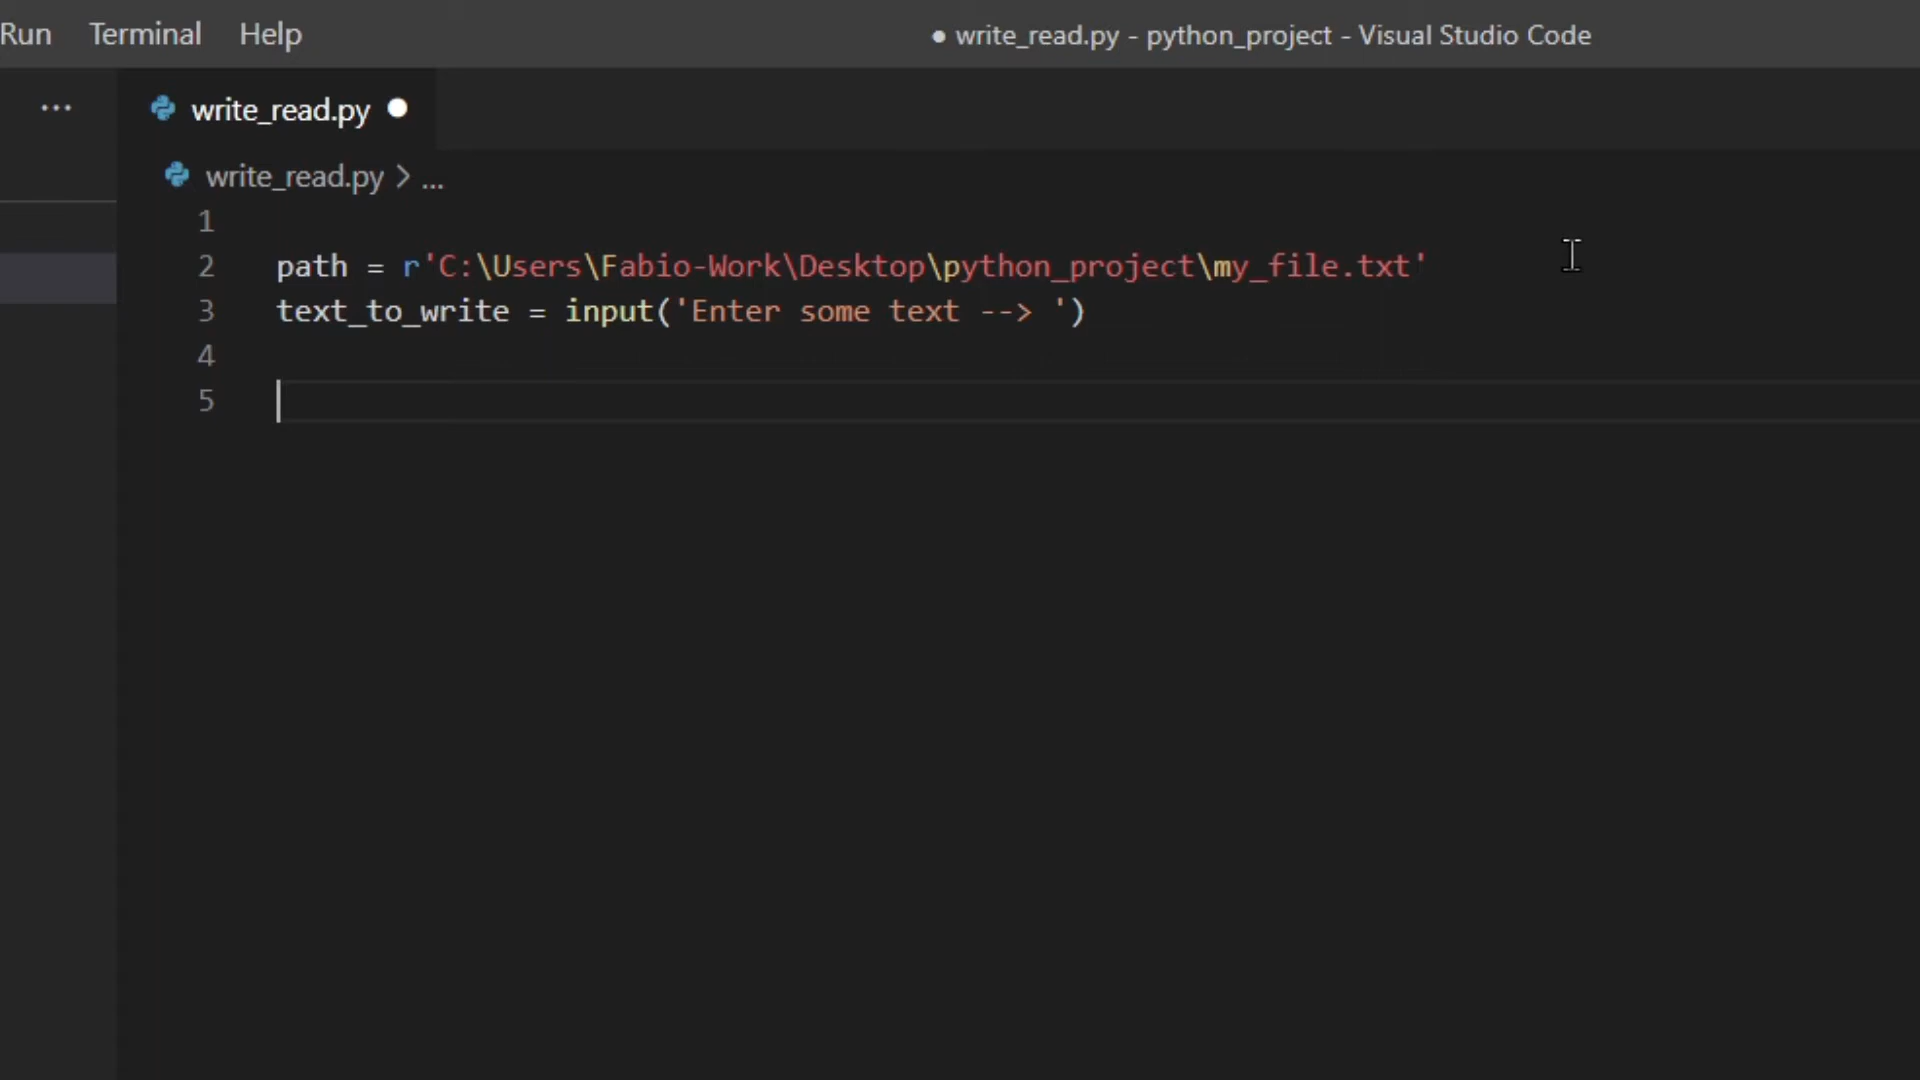 Run Terminal Help
● write_read.py - python_project - Visual Studio Code
... write_read.py ●
write_read.py > ...
1
2 path = r'C:\Users\Fabio-Work\Desktop\python_project\my_file.txt'
3 text_to_write = input('Enter some text --> ')
4
5